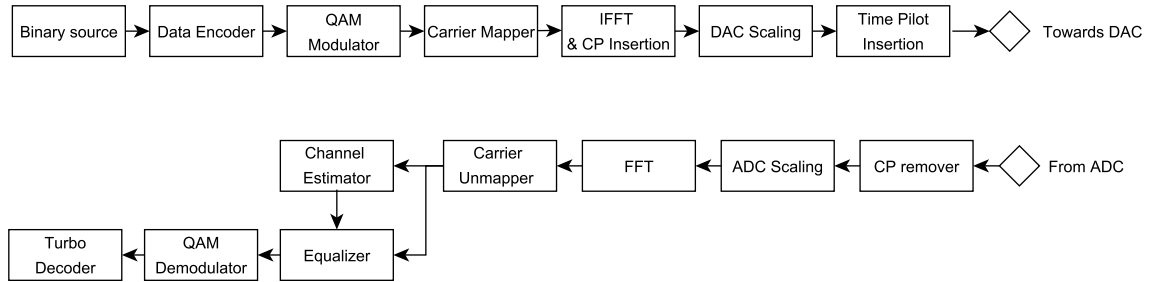 Binary source
Data Encoder
QAM
Modulator
Carrier Mapper
IFFT
& CP Insertion
DAC Scaling
Time Pilot
Insertion
Towards DAC
Channel
Estimator
Carrier
Unmapper
FFT
ADC Scaling
CP remover
From ADC
Turbo
Decoder
QAM
Demodulator
Equalizer